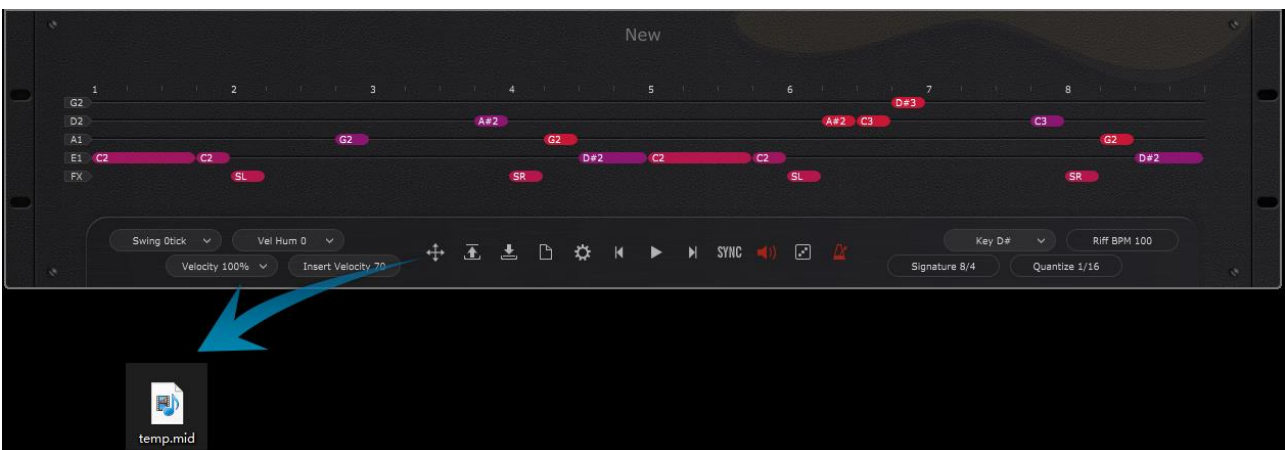 New
1 2 3 4 5 6 7 8
G2 D#3
D2 A#2 A#2 C3 C3
A1 G2 G2 G2
E1 C2 C2 D#2 C2 C2 D#2
FX SL SR SL SR
Swing 0tick Vel Hum 0 Key D# Riff BPM 100
SYNC
Velocity 100% Insert Velocity 70 Signature 8/4 Quantize 1/16
temp.mid